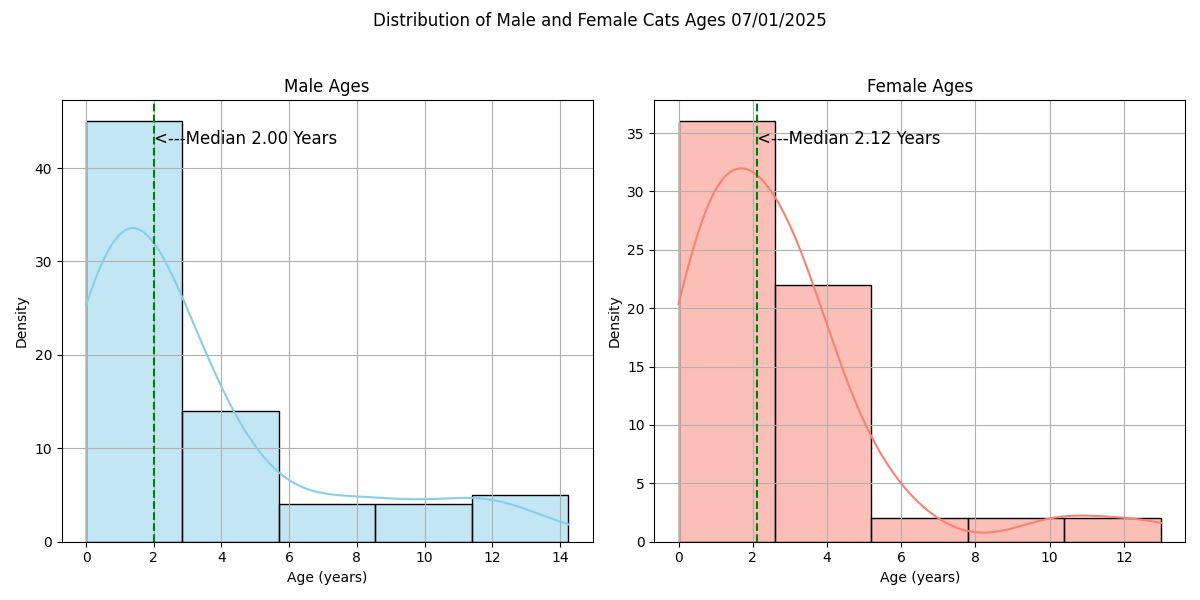 Distribution of Male and Female Cats Ages 07/01/2025
Male Ages
Density
40
30
20
10
0
<---Median 2.00 Years
0 2 4 6 8 10 12 14
Age (years)
Female Ages
Density
35
30
25
20
15
10
5
0
<---Median 2.12 Years
0 2 4 6 8 10 12
Age (years)